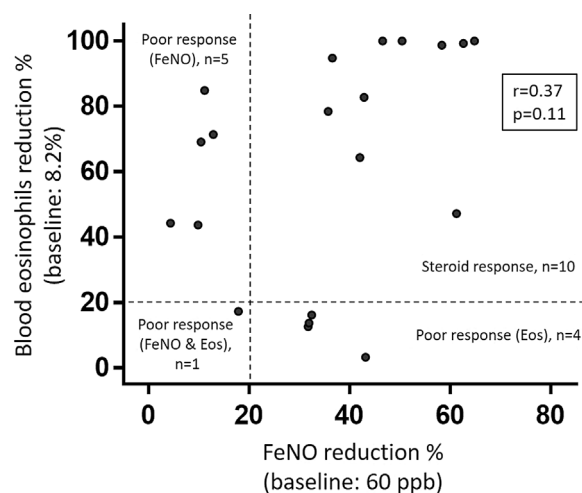 Poor response
(FeNO), n=5
r=0.37
p=0.11
Steroid response, n=10
Poor response
(FeNO & Eos),
n=1
Poor response (Eos), n=4
Blood eosinophils reduction %
(baseline: 8.2%)
100
80
60
40
20
0
0 20 40 60 80
FeNO reduction %
(baseline: 60 ppb)